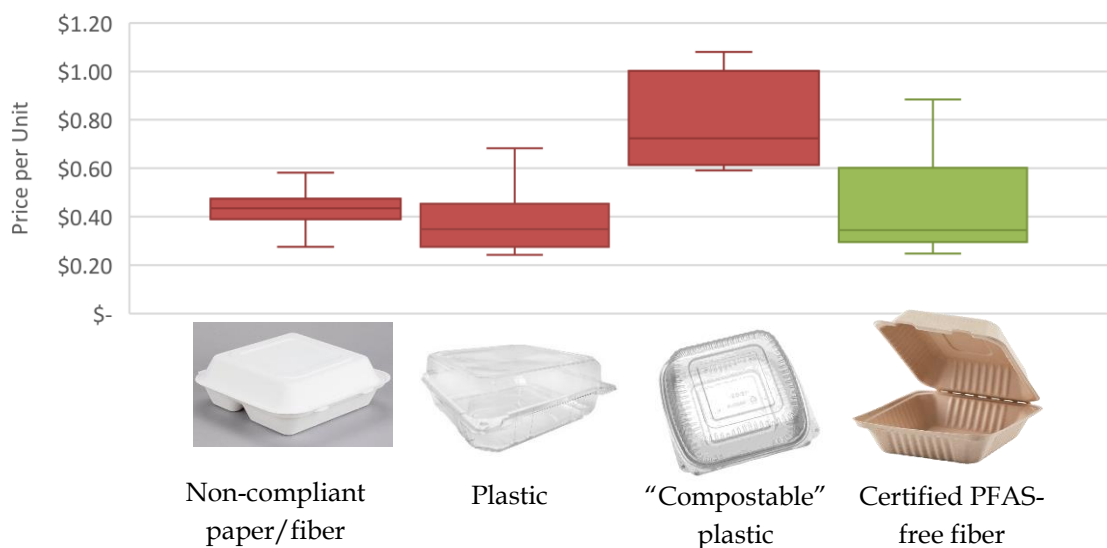 $1.20
$1.00
$0.80
$0.60
$0.40
$0.20
$-
Price per Unit
Non-compliant
paper/fiber
Plastic
“Compostable”
plastic
Certified PFAS-
free fiber